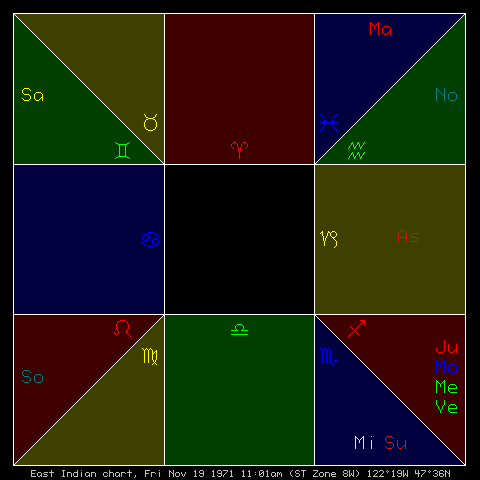 Ma
Sa
No
♉
♓
♊
♈
♒
♋
♑
As
♌
♎
♐
♍
♏
Ju
So
Mo
Me
Ve
Mi Su
East Indian chart, Fri Nov 19 1971 11:01am (ST Zone 8W) 122°19W 47°36N